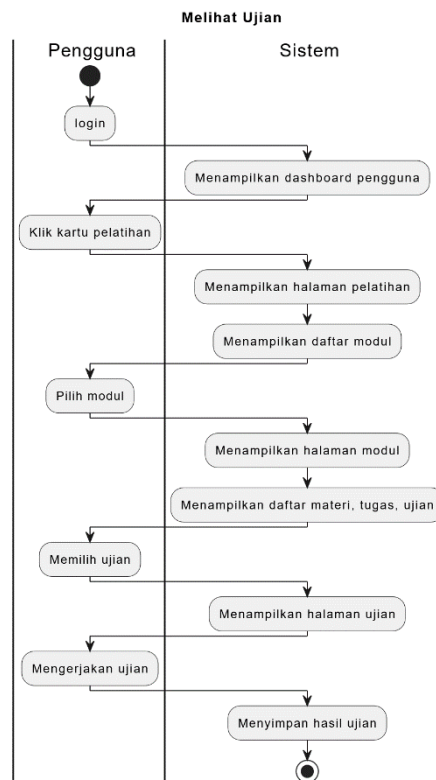 Melihat Ujian
Pengguna
Sistem
login
Menampilkan dashboard pengguna
Klik kartu pelatihan
Menampilkan halaman pelatihan
Menampilkan daftar modul
Pilih modul
Menampilkan halaman modul
Menampilkan daftar materi, tugas, ujian
Memilih ujian
Menampilkan halaman ujian
Mengerjakan ujian
Menyimpan hasil ujian